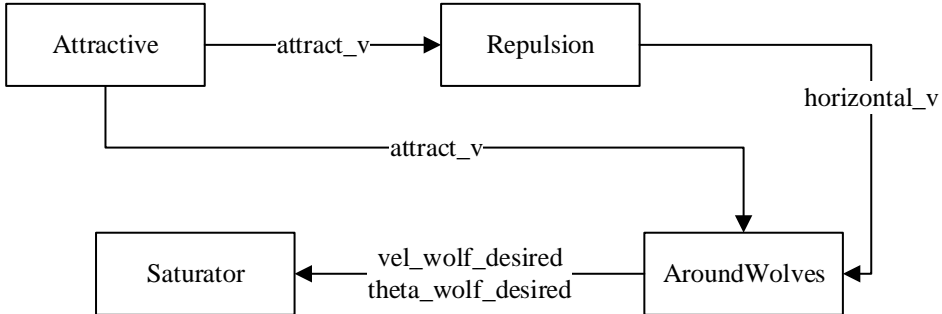 Attractive
attract_v
Repulsion
horizontal_v
attract_v
Saturator
vel_wolf_desired
theta_wolf_desired
AroundWolves